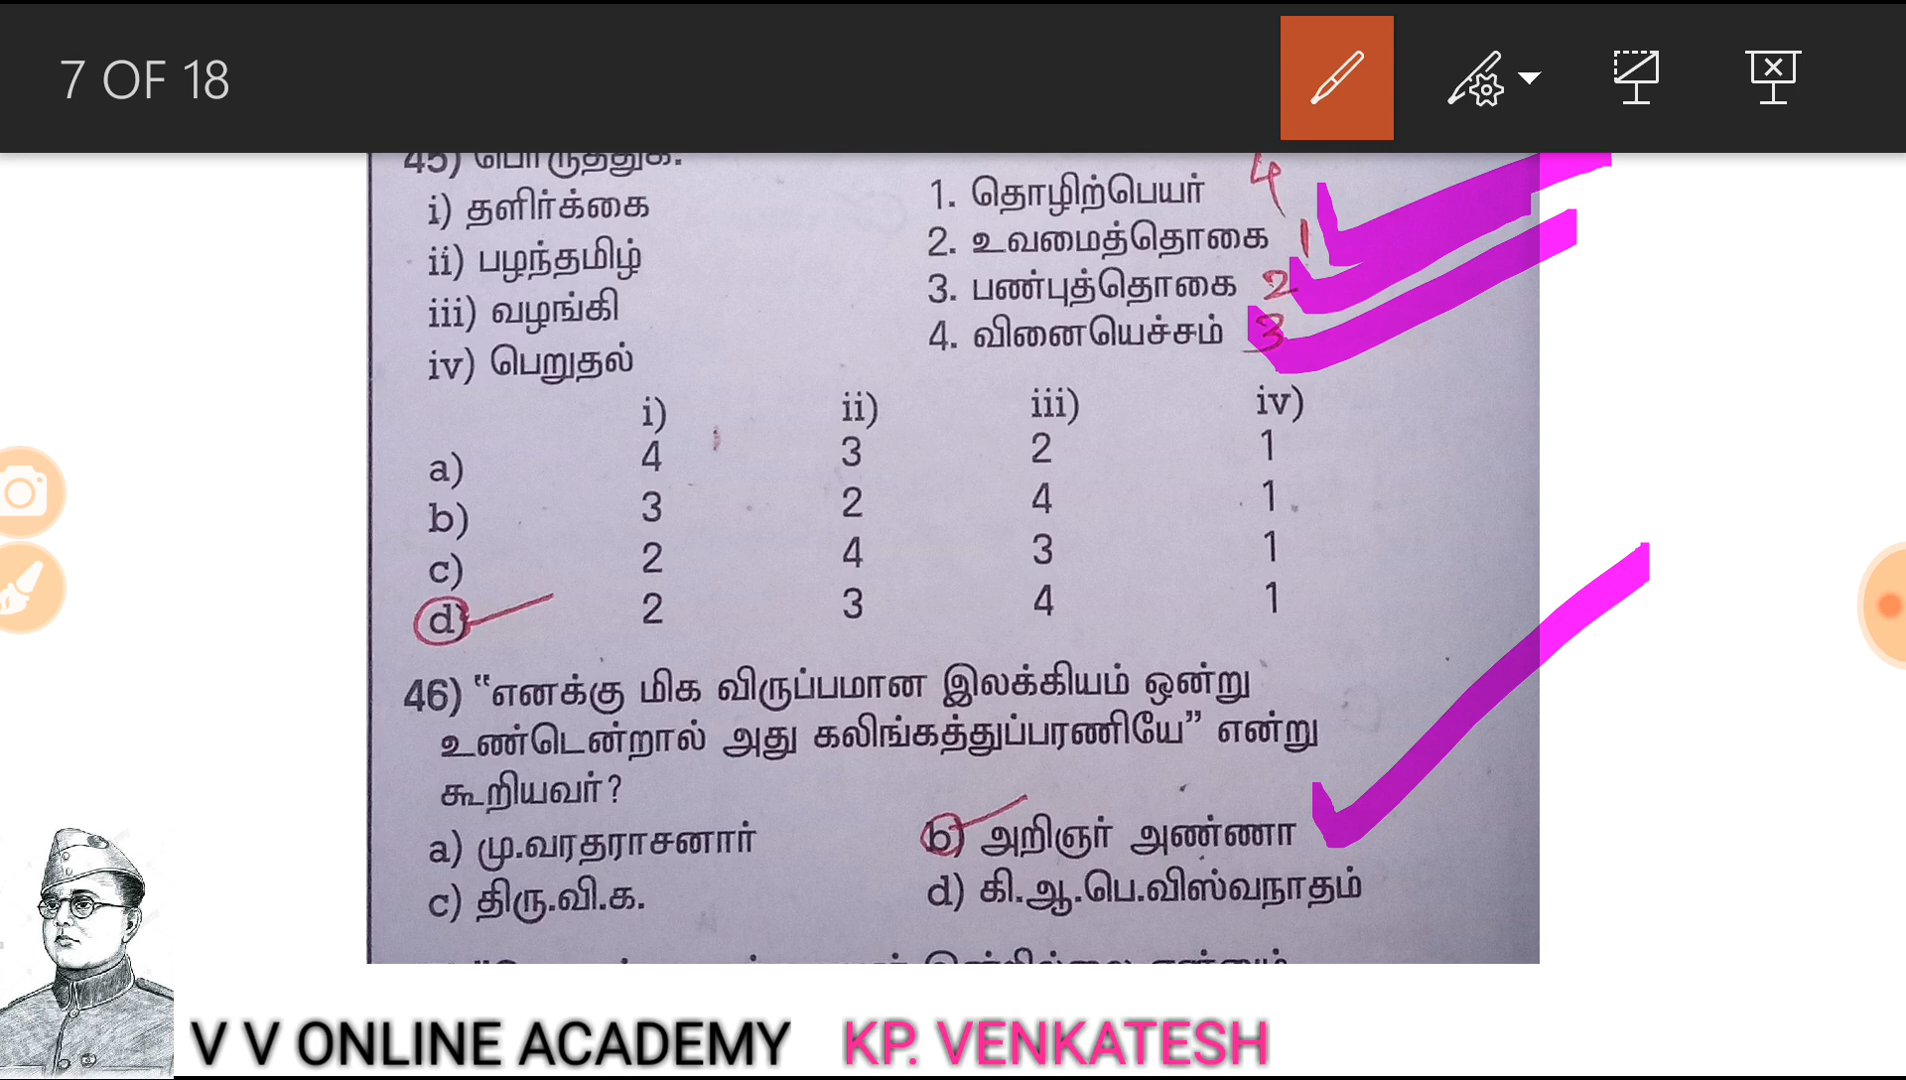 7 OF 18
45) பொருத்துக.
i) தளிர்க்கை
1. தொழிற்பெயர் 4
ii) பழந்தமிழ்
2. உவமைத்தொகை 1
iii) வழங்கி
3. பண்புத்தொகை 2
iv) பெறுதல்
4. வினையெச்சம் 3
i) ii) iii) iv)
a) 4 3 2 1
b) 3 2 4 1
c) 2 4 3 1
d) 2 3 4 1
46) "எனக்கு மிக விருப்பமான இலக்கியம் ஒன்று
உண்டென்றால் அது கலிங்கத்துப்பரணியே" என்று
கூறியவர்?
a) மு.வரதராசனார் b) அறிஞர் அண்ணா
c) திரு.வி.க. d) கி.ஆ.பெ.விஸ்வநாதம்
V V ONLINE ACADEMY KP. VENKATESH